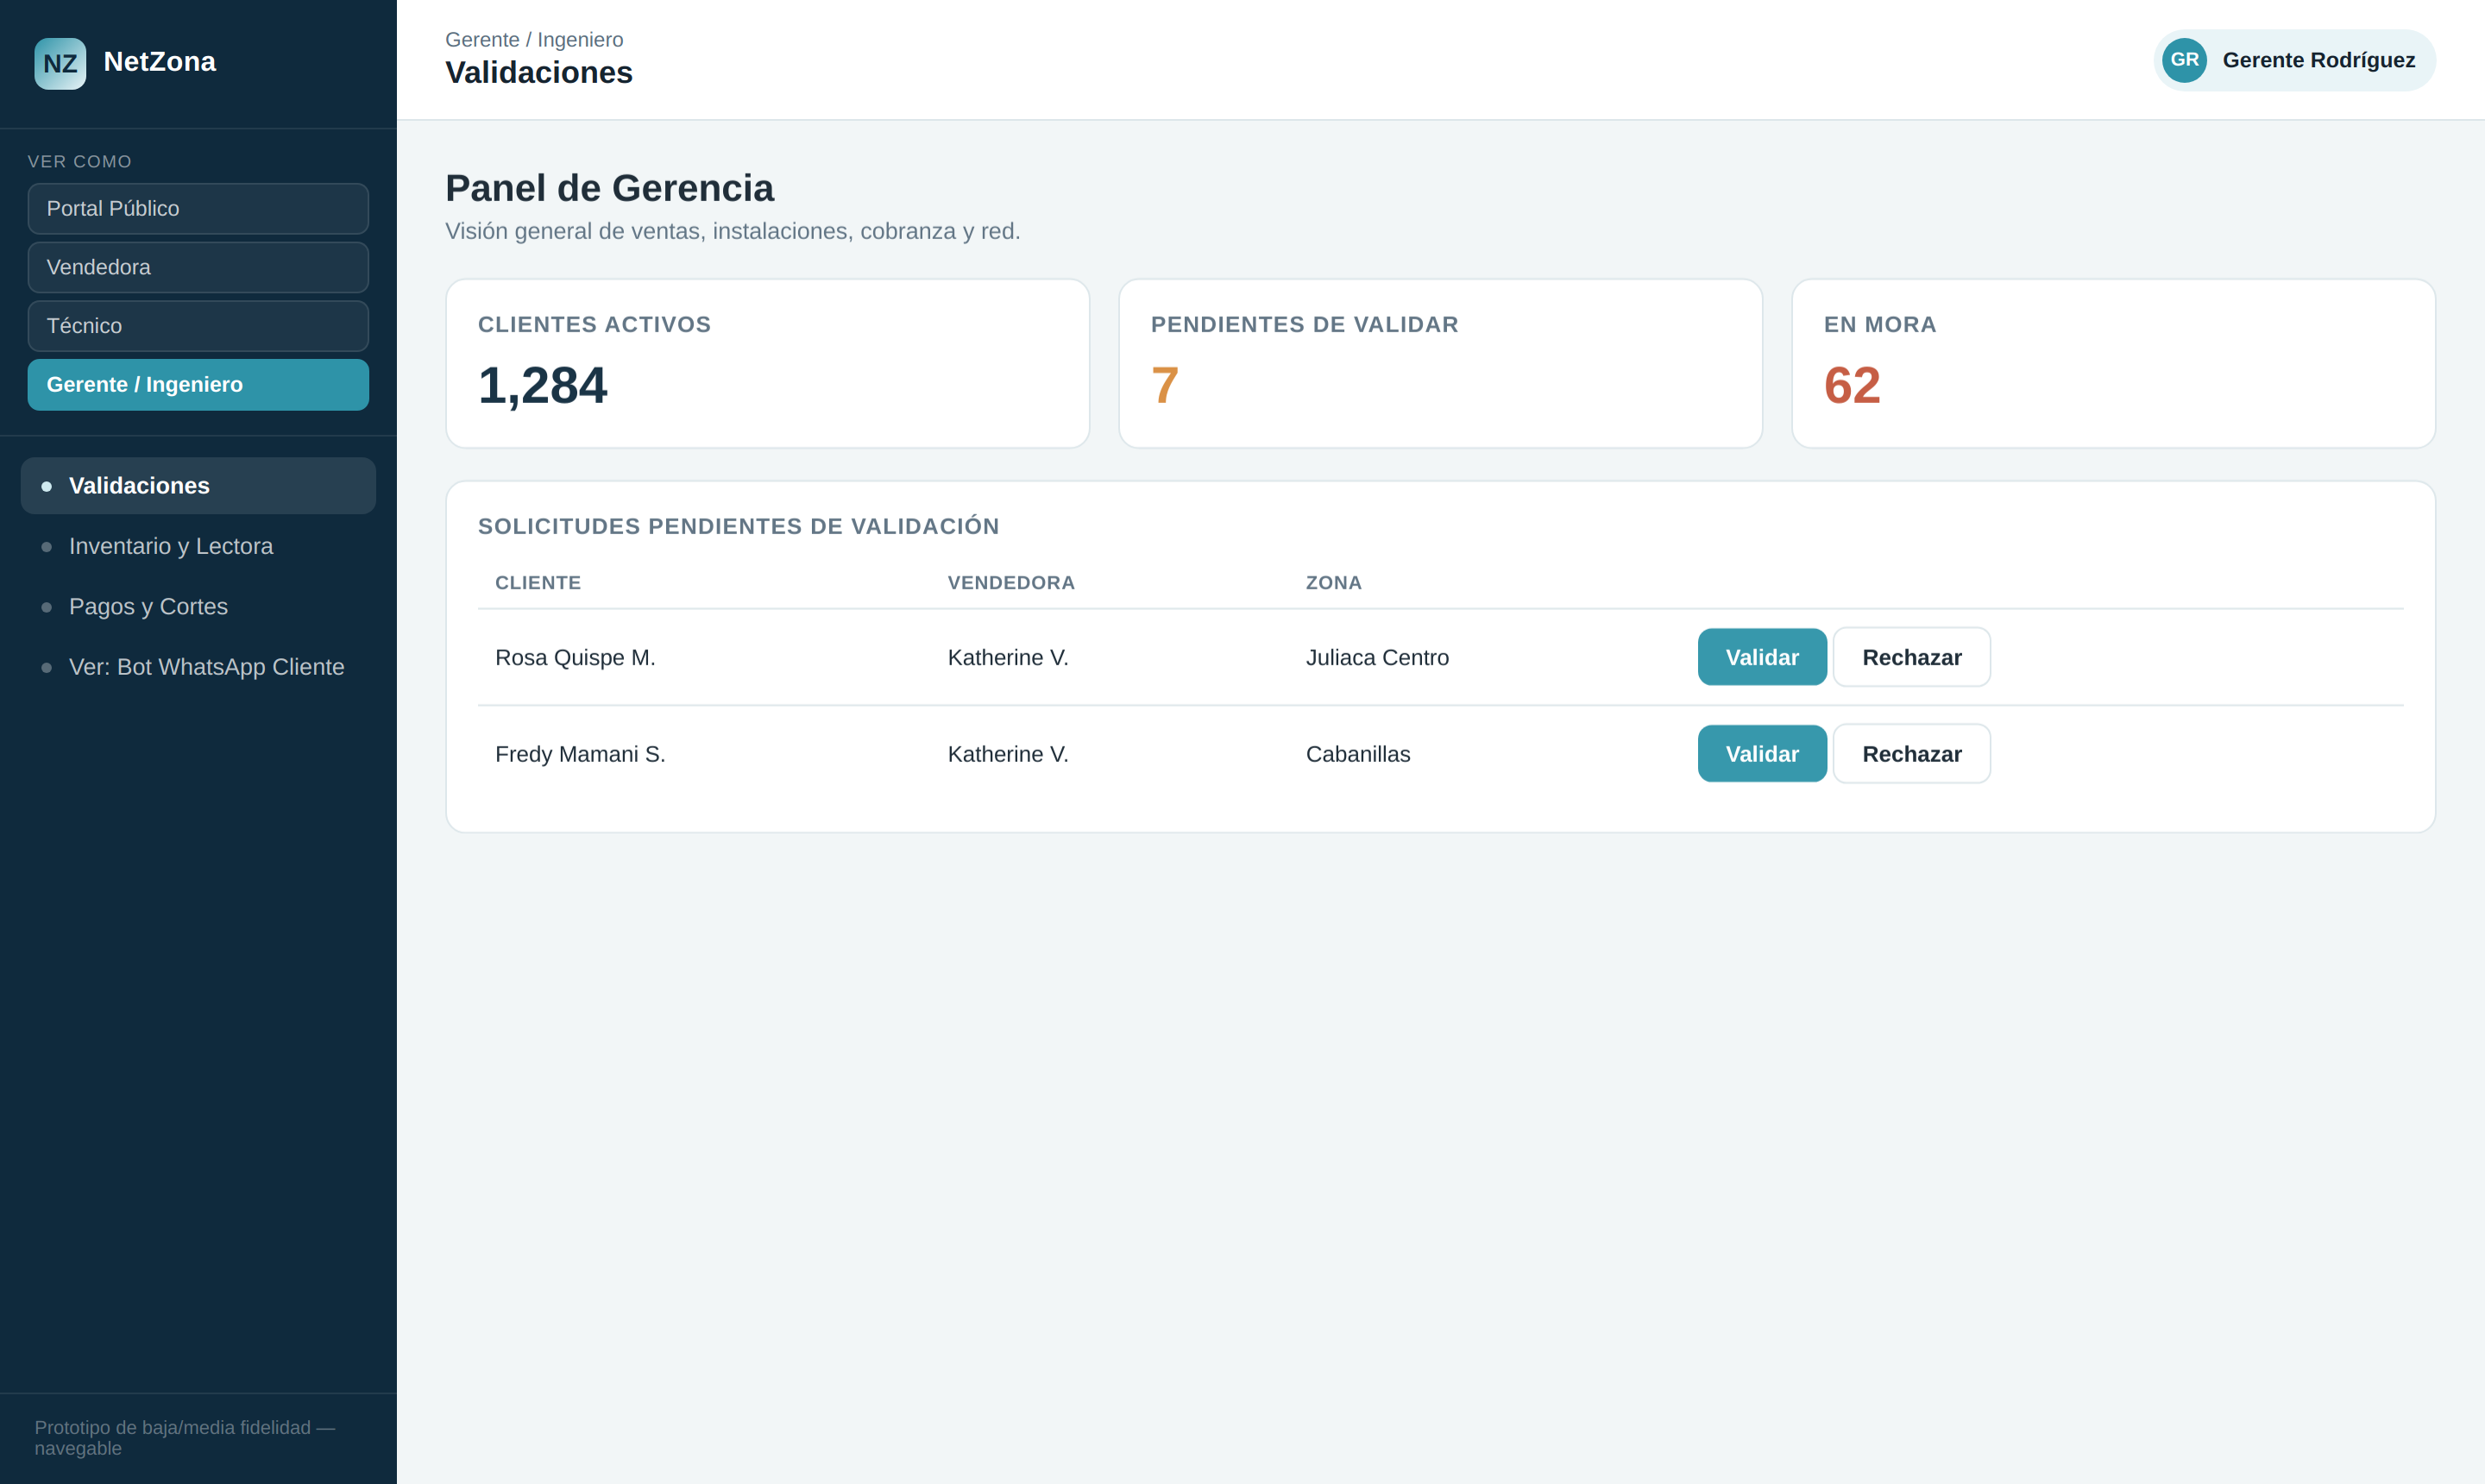 NZ
NetZona
VER COMO
Portal Público
Vendedora
Técnico
Gerente / Ingeniero
Validaciones
Inventario y Lectora
Pagos y Cortes
Ver: Bot WhatsApp Cliente
Prototipo de baja/media fidelidad —
navegable
Gerente / Ingeniero
Validaciones
GR
Gerente Rodríguez
Panel de Gerencia
Visión general de ventas, instalaciones, cobranza y red.
CLIENTES ACTIVOS
1,284
PENDIENTES DE VALIDAR
7
EN MORA
62
SOLICITUDES PENDIENTES DE VALIDACIÓN
CLIENTE VENDEDORA ZONA
Rosa Quispe M. Katherine V. Juliaca Centro Validar Rechazar
Fredy Mamani S. Katherine V. Cabanillas Validar Rechazar